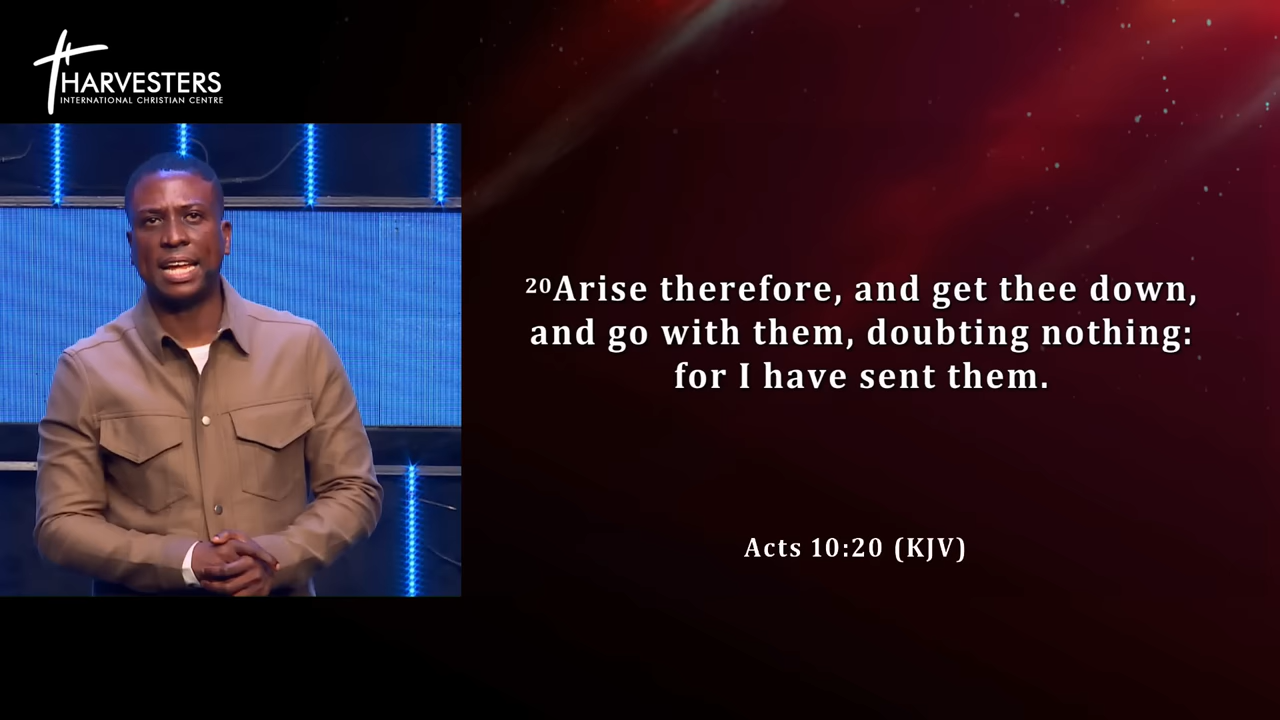 HARVESTERS
INTERNATIONAL CHRISTIAN CENTRE
20Arise therefore, and get thee down,
and go with them, doubting nothing:
for I have sent them.
Acts 10:20 (KJV)